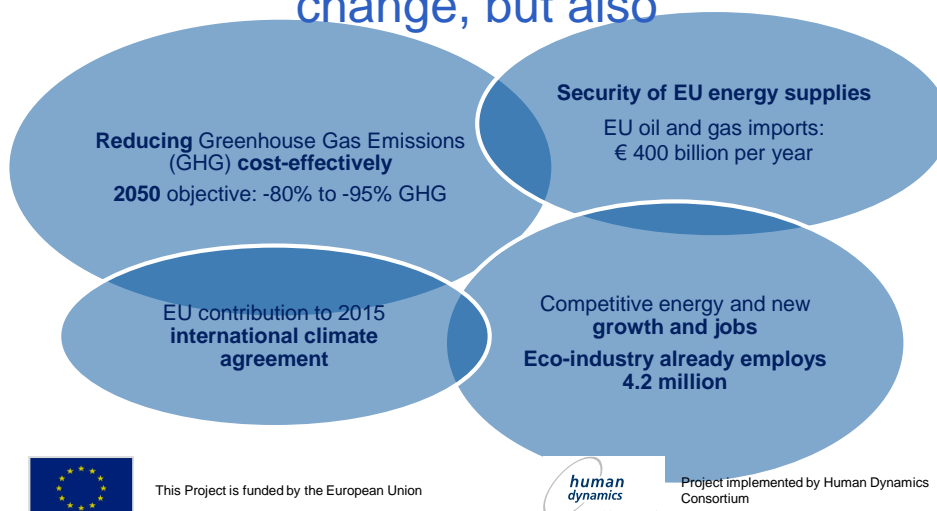 change, but also
Reducing Greenhouse Gas Emissions
(GHG) cost-effectively
2050 objective: -80% to -95% GHG
Security of EU energy supplies
EU oil and gas imports:
€ 400 billion per year
EU contribution to 2015
international climate
agreement
Competitive energy and new
growth and jobs
Eco-industry already employs
4.2 million
This Project is funded by the European Union
human
dynamics
Project implemented by Human Dynamics
Consortium